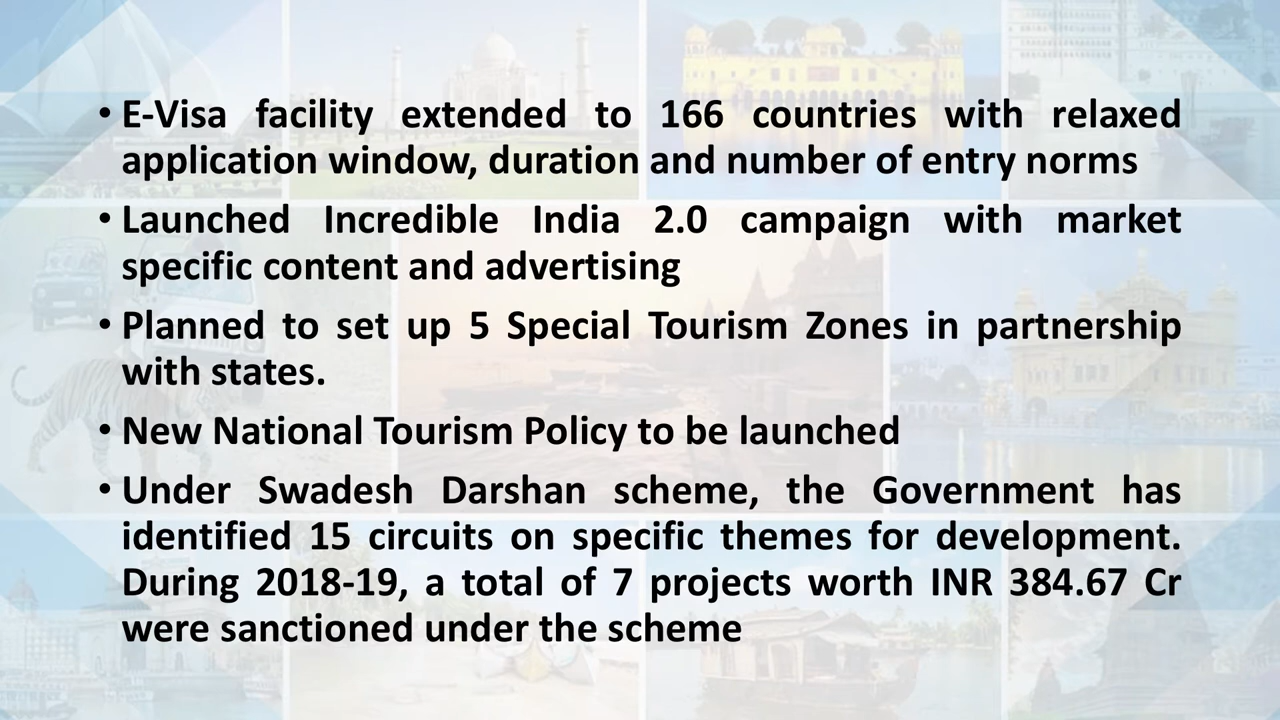 • E-Visa facility extended to 166 countries with relaxed
application window, duration and number of entry norms
• Launched Incredible India 2.0 campaign with market
specific content and advertising
• Planned to set up 5 Special Tourism Zones in partnership
with states.
• New National Tourism Policy to be launched
• Under Swadesh Darshan scheme, the Government has
identified 15 circuits on specific themes for development.
During 2018-19, a total of 7 projects worth INR 384.67 Cr
were sanctioned under the scheme